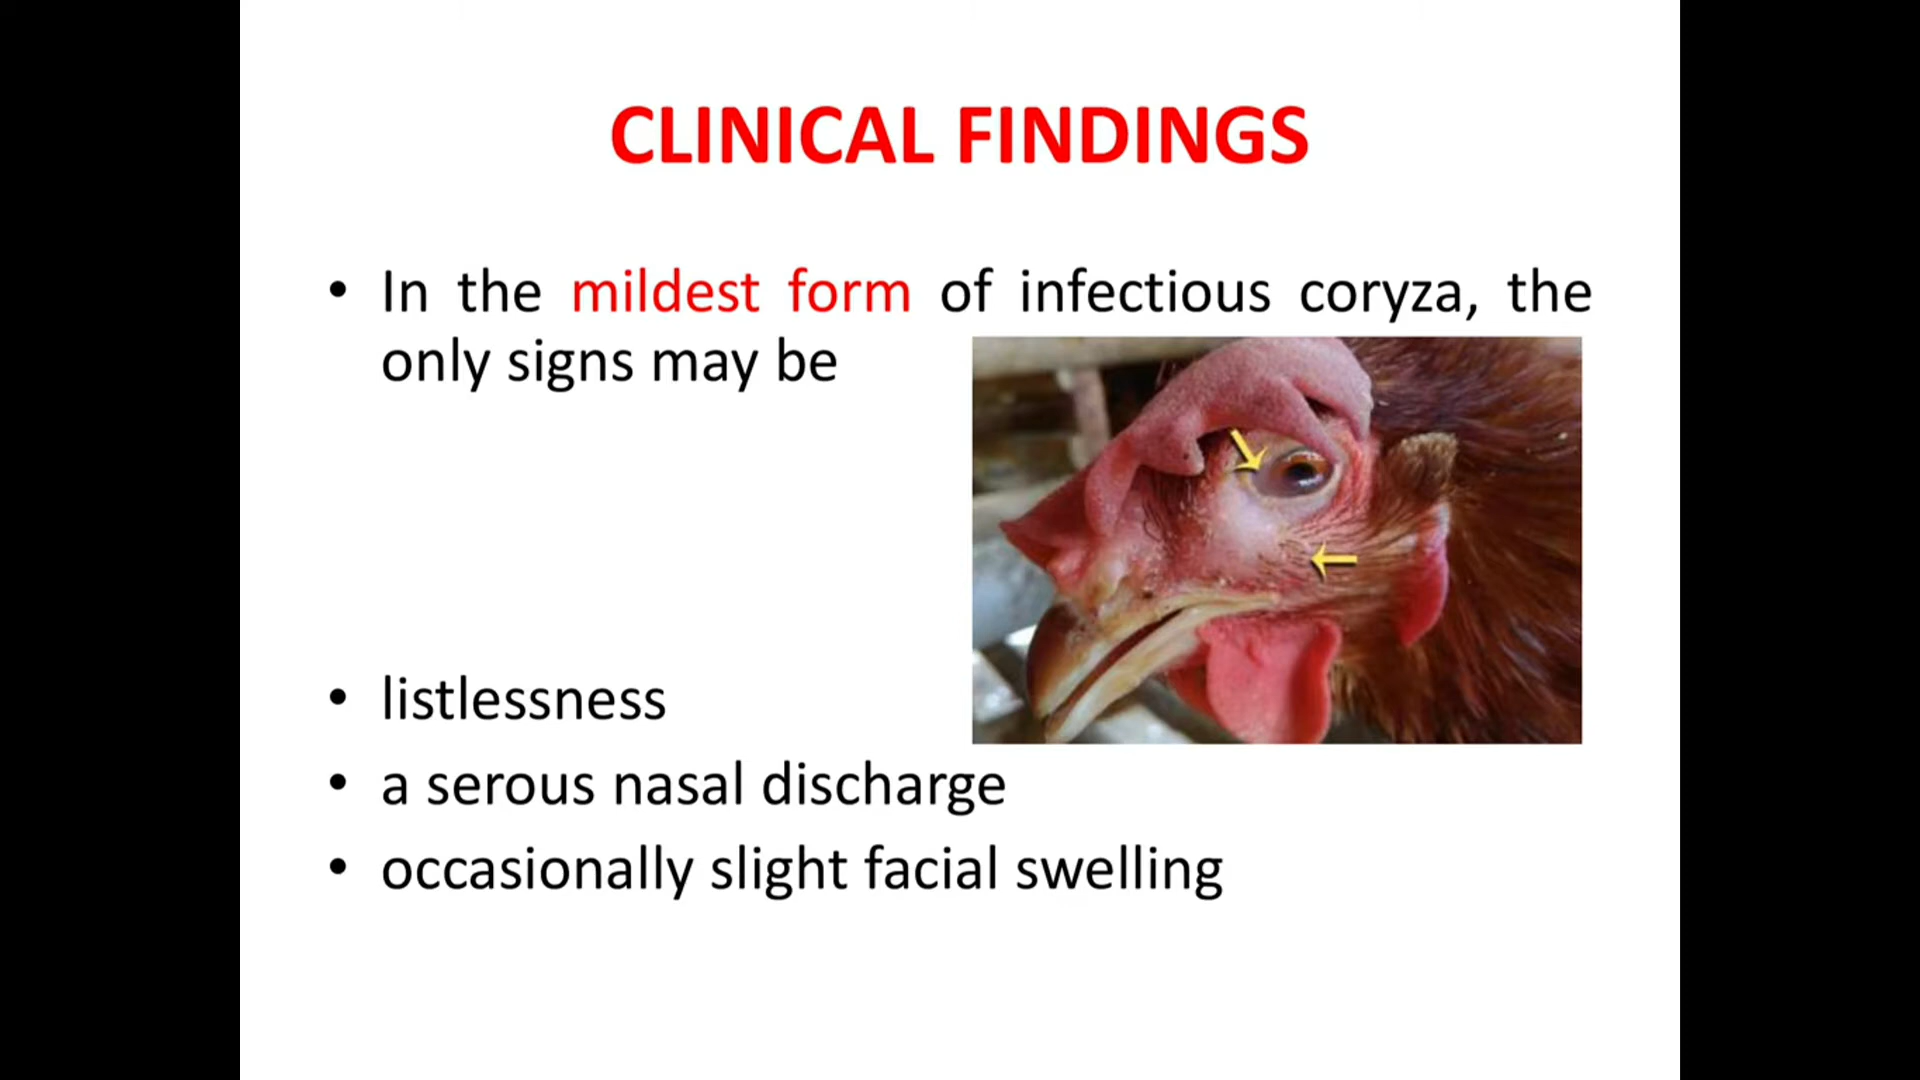 CLINICAL FINDINGS
• In the mildest form of infectious coryza, the
only signs may be
• listlessness
• a serous nasal discharge
• occasionally slight facial swelling